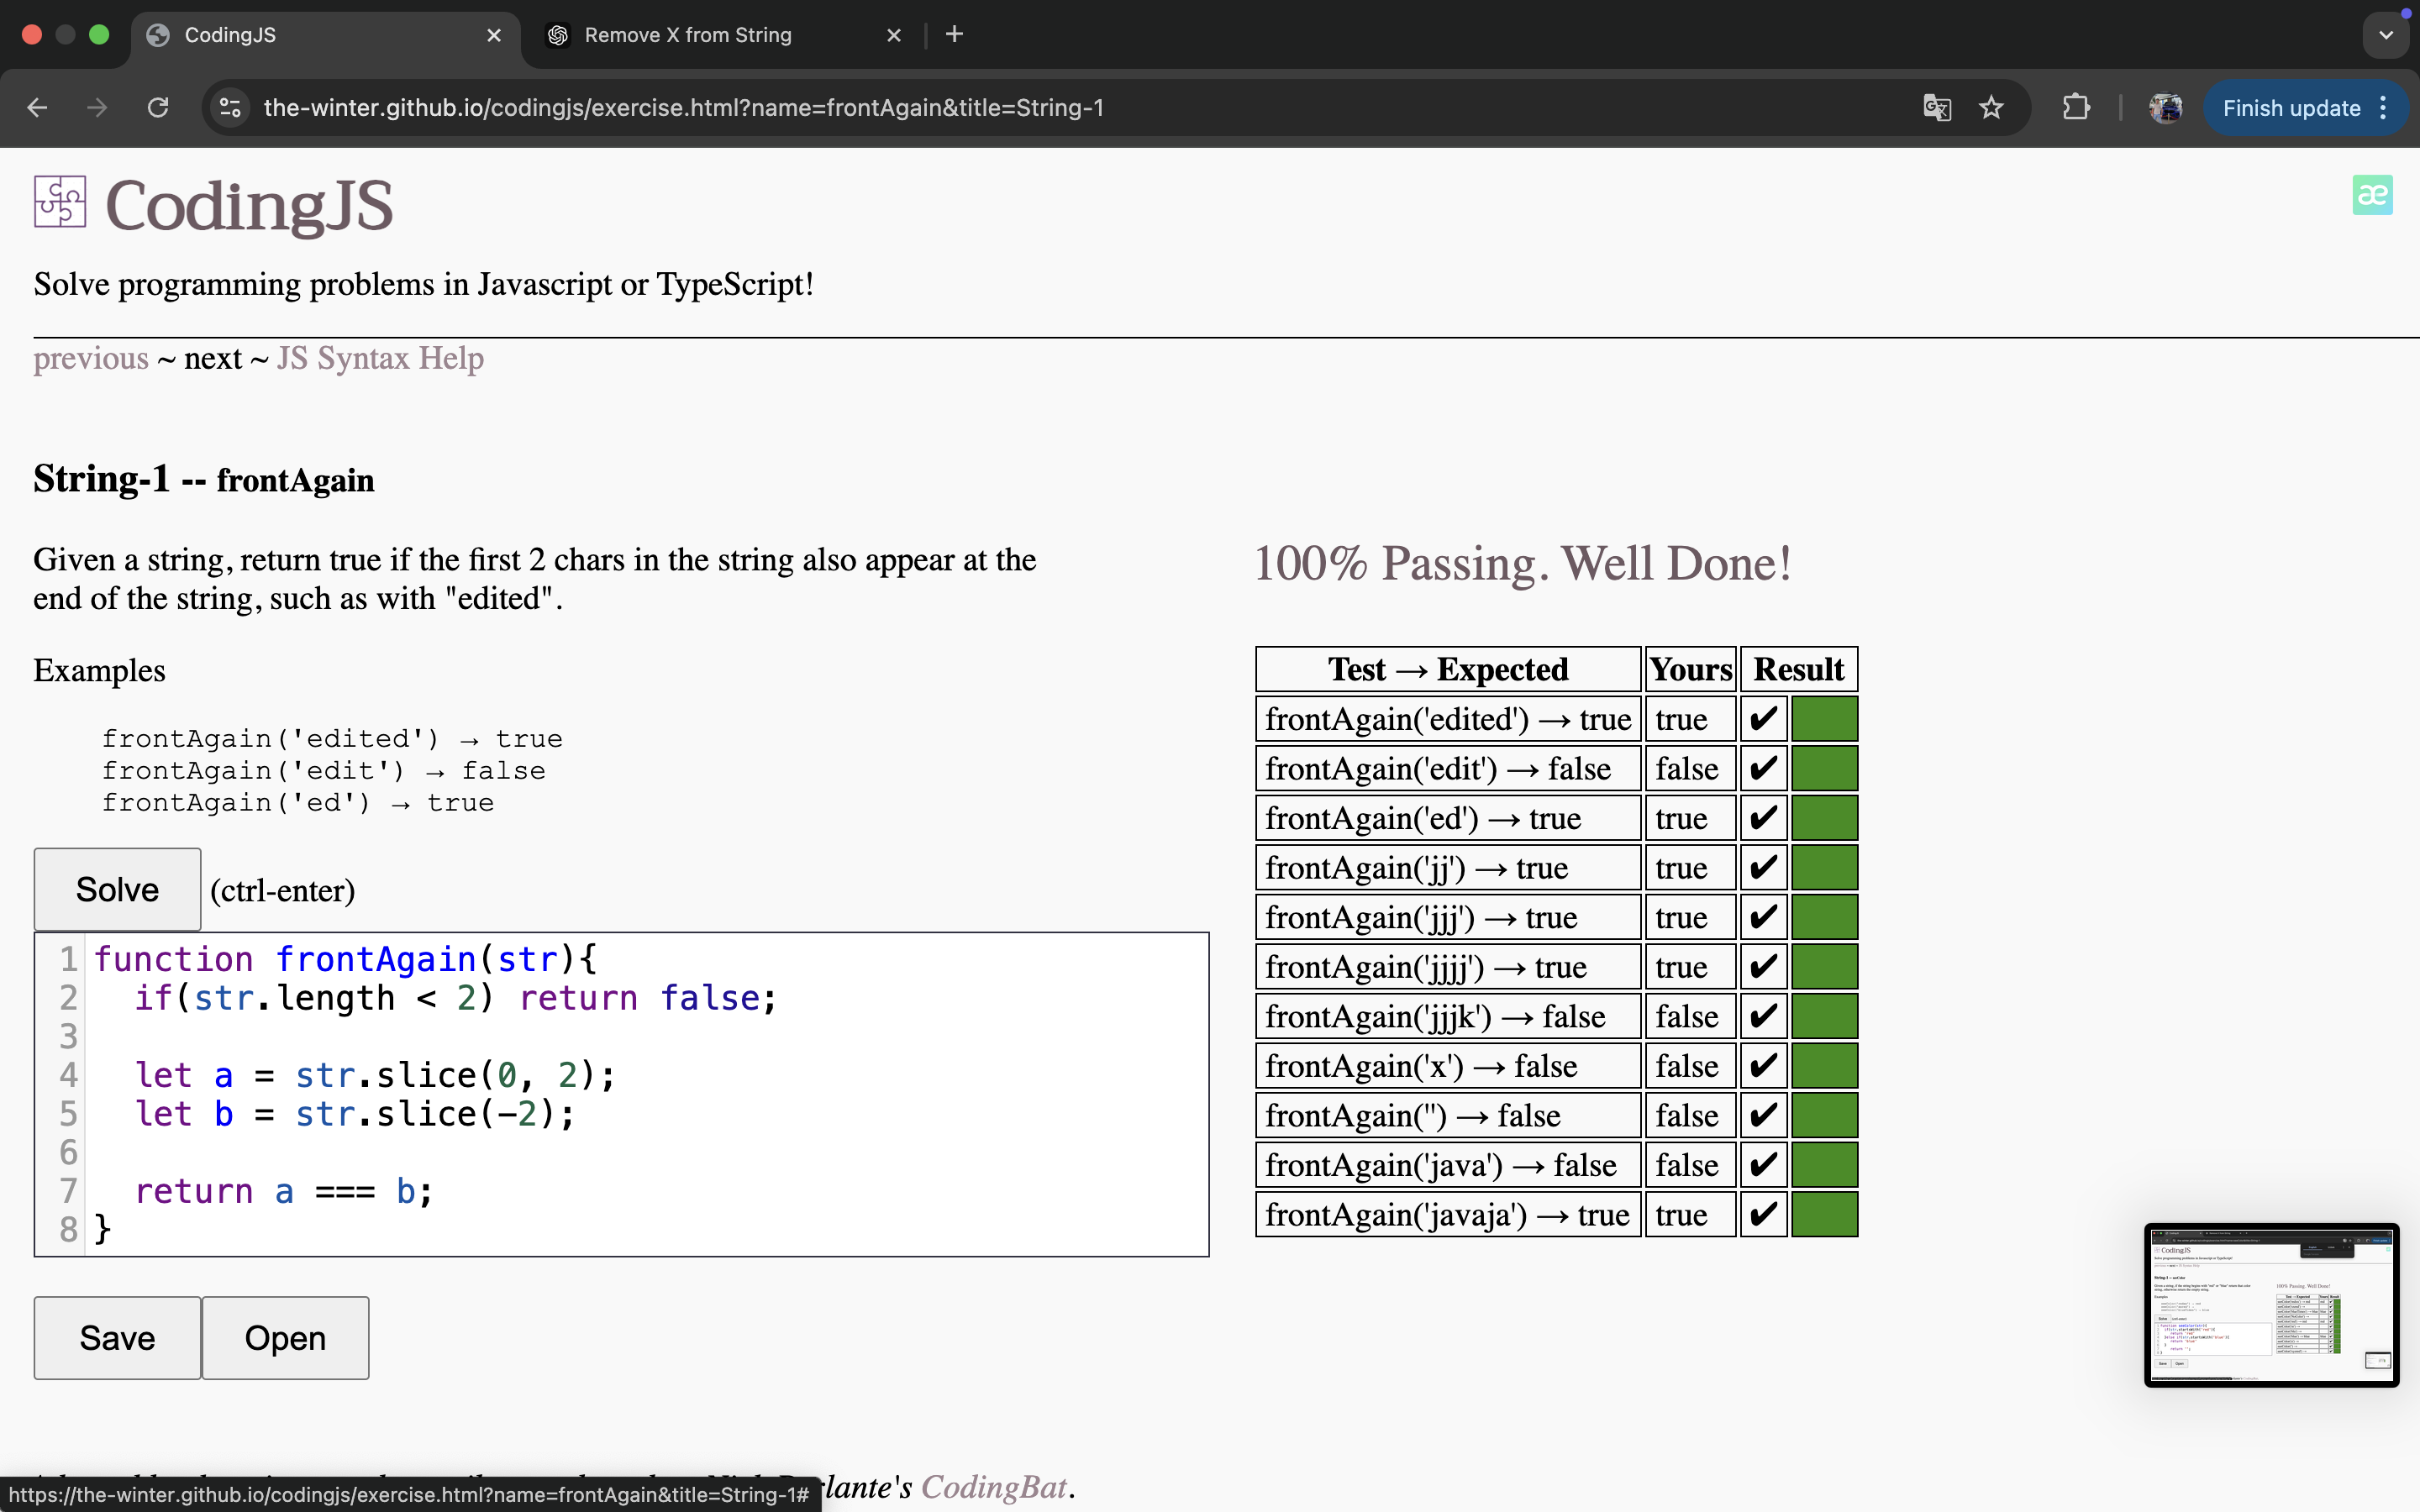 CodingJS
Remove X from String
the-winter.github.io/codingjs/exercise.html?name=frontAgain&title=String-1
Finish update
CodingJS
æ
Solve programming problems in Javascript or TypeScript!
previous ~ next ~ JS Syntax Help
String-1 -- frontAgain
Given a string, return true if the first 2 chars in the string also appear at the
end of the string, such as with "edited".
Examples
frontAgain('edited') → true
frontAgain('edit') → false
frontAgain('ed') → true
Solve (ctrl-enter)
1 function frontAgain(str){
2 if(str.length < 2) return false;
3
4 let a = str.slice(0, 2);
5 let b = str.slice(-2);
6
7 return a === b;
8 }
Save Open
100% Passing. Well Done!
Test → Expected Yours Result
frontAgain('edited') → true true ✔
frontAgain('edit') → false false ✔
frontAgain('ed') → true true ✔
frontAgain('jj') → true true ✔
frontAgain('jjj') → true true ✔
frontAgain('jjjj') → true true ✔
frontAgain('jjjk') → false false ✔
frontAgain('x') → false false ✔
frontAgain('') → false false ✔
frontAgain('java') → false false ✔
frontAgain('javaja') → true true ✔
CodingJS
100% Passing. Well Done!
lante's CodingBat.
https://the-winter.github.io/codingjs/exercise.html?name=frontAgain&title=String-1#